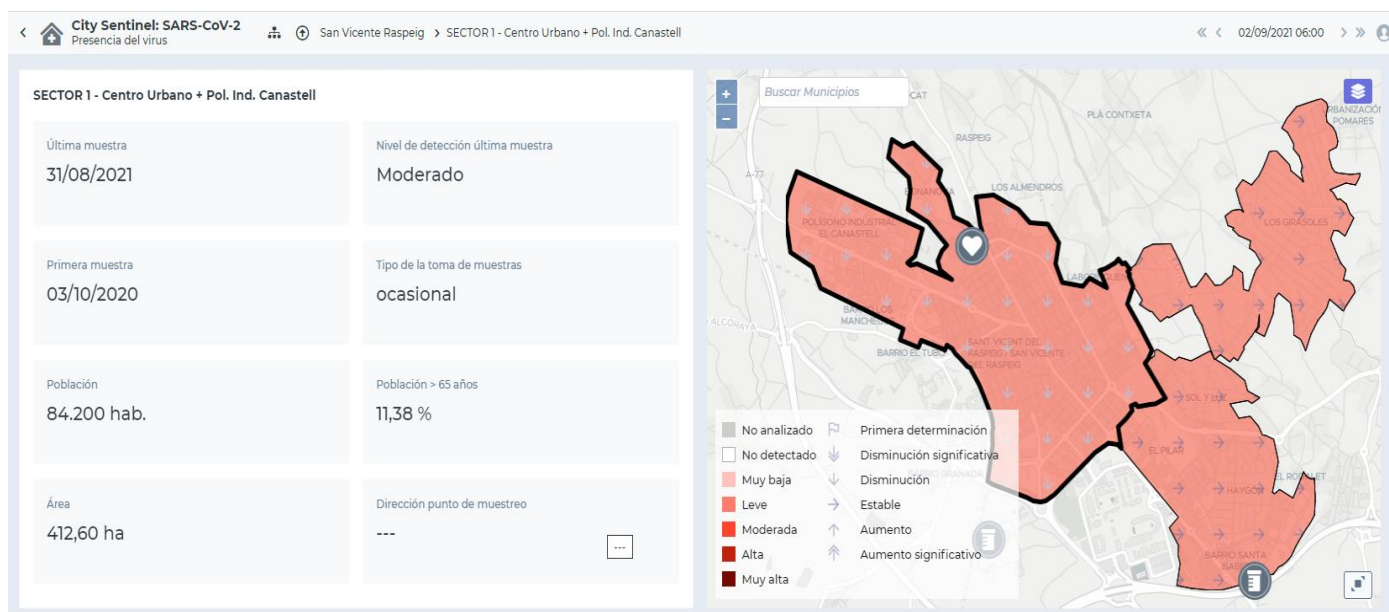 City Sentinel: SARS-CoV-2
Presencia del virus
San Vicente Raspeig > SECTOR 1 - Centro Urbano + Pol. Ind. Canastell
02/09/2021 06:00
SECTOR 1 - Centro Urbano + Pol. Ind. Canastell
Última muestra
31/08/2021
Nivel de detección última muestra
Moderado
Primera muestra
03/10/2020
Tipo de la toma de muestras
ocasional
Población
84.200 hab.
Población > 65 años
11,38 %
Área
412,60 ha
Dirección punto de muestreo
---
...
+
Buscar Municipios
−
PLÀ CONTXETA
POMARES
RASPEIG
A-77
LOS ALMENDROS
POLÍGONO INDUSTRIAL
EL CANASTELL
LOS GIRASOLES
BARRIO EL TUBO
SANT VICENT DEL
RASPEIG / SAN VICENTE
DEL RASPEIG
SOL Y LUZ
EL PILAR
BARRIO GRANADA
BARRIO SANTA
No analizado
Primera determinación
No detectado
Disminución significativa
Muy baja
Disminución
Leve
Estable
Moderada
Aumento
Alta
Aumento significativo
Muy alta